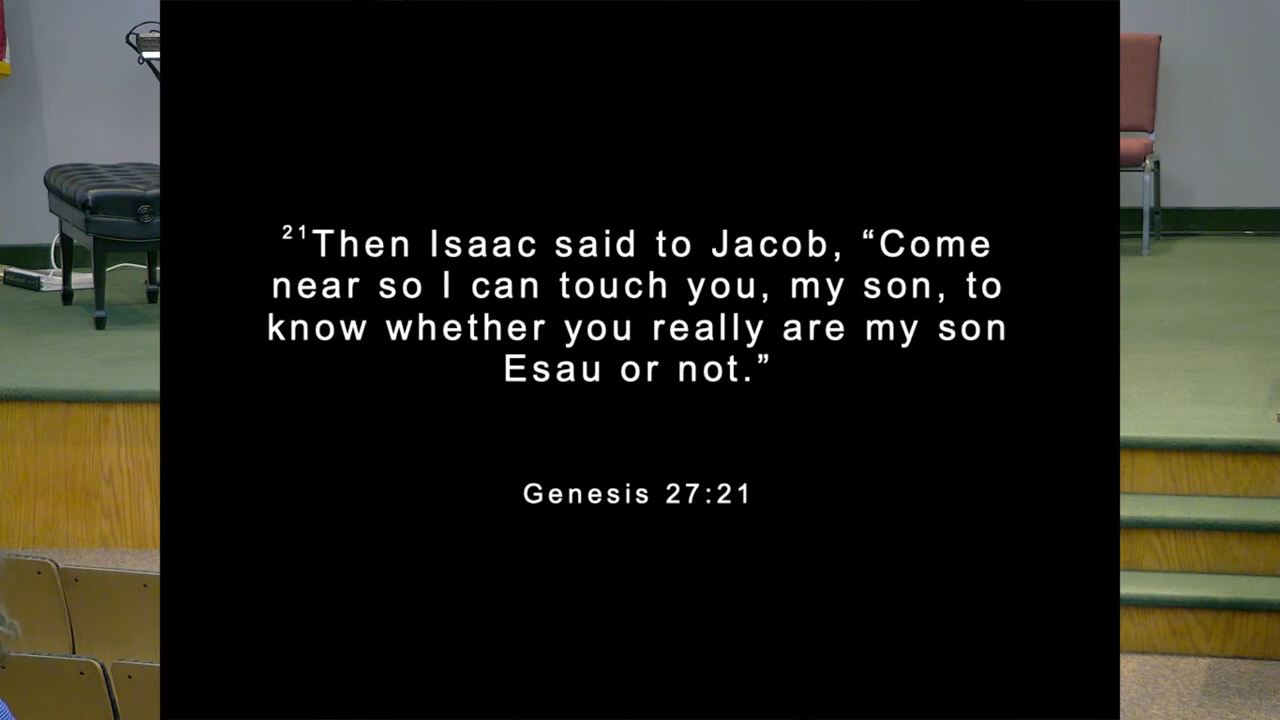 ²¹Then Isaac said to Jacob, “Come
near so I can touch you, my son, to
know whether you really are my son
Esau or not.”
Genesis 27:21